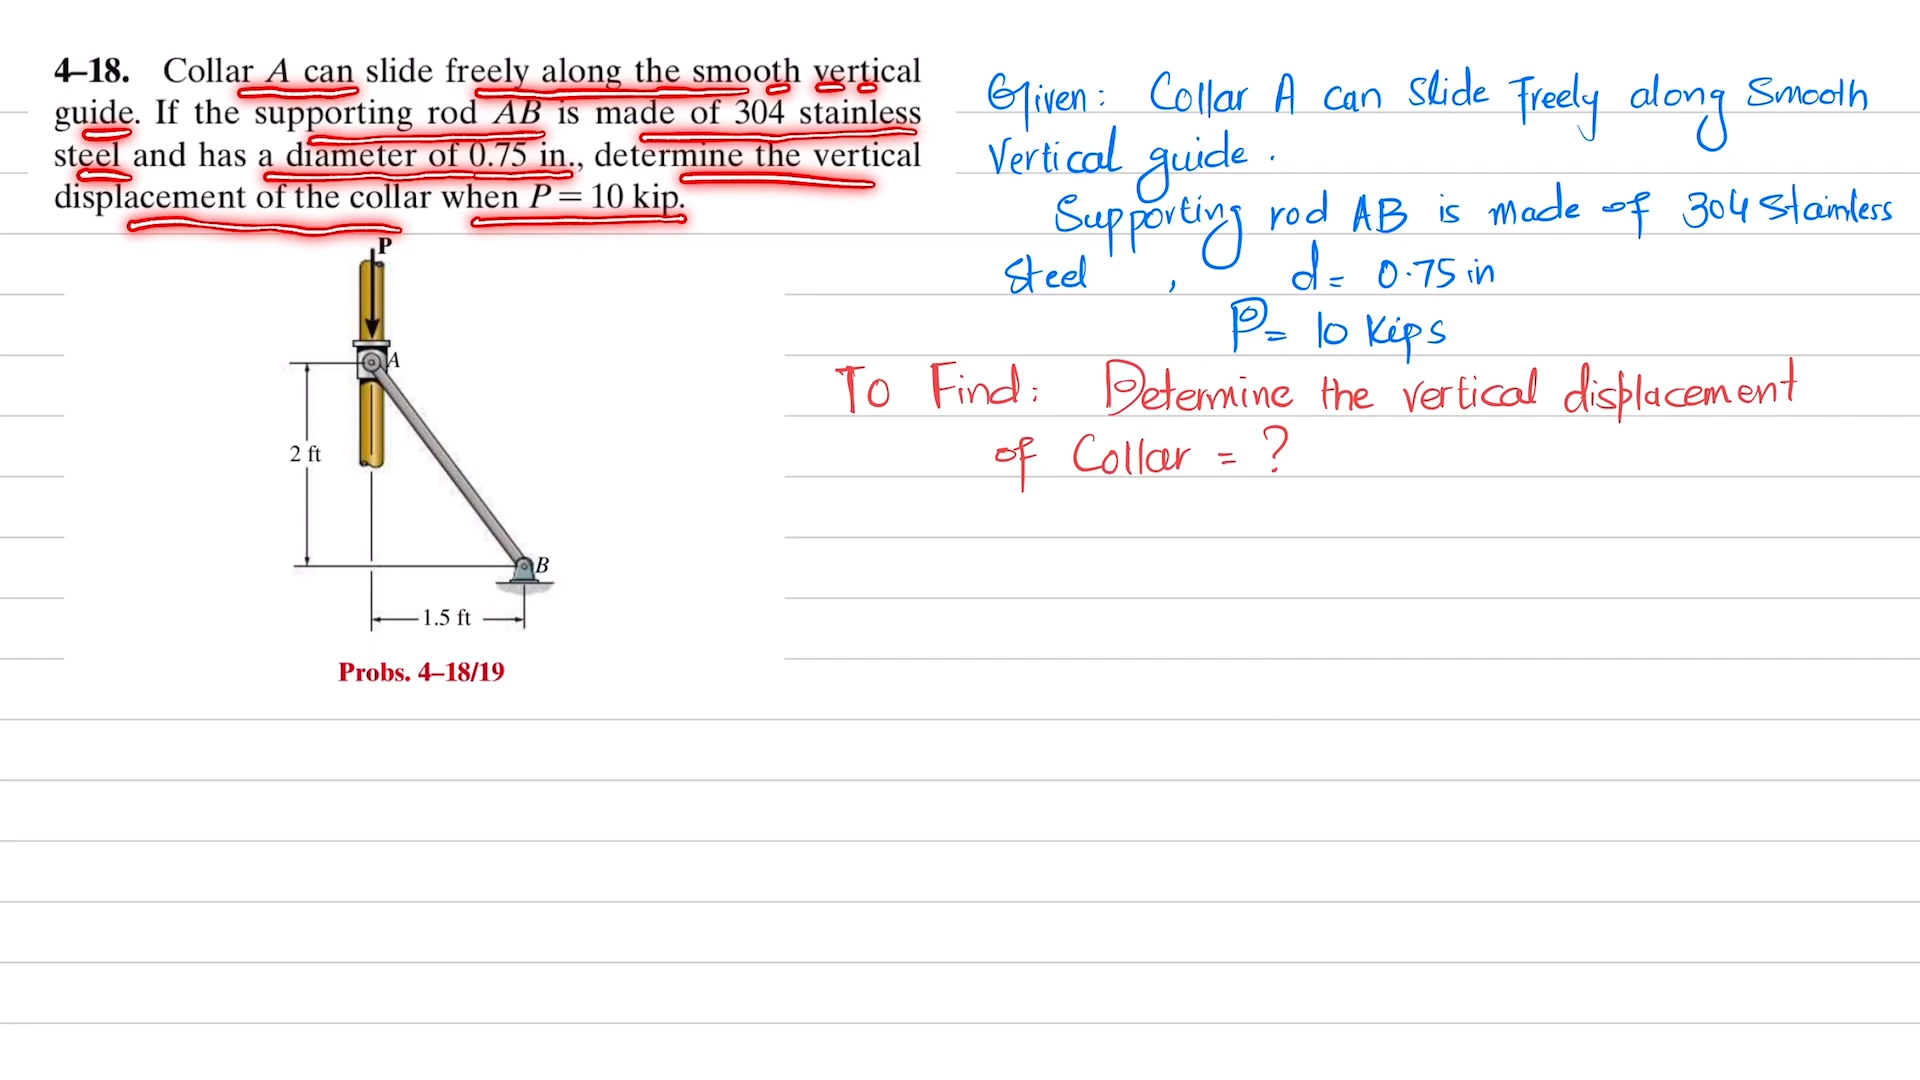 4–18. Collar A can slide freely along the smooth vertical
guide. If the supporting rod AB is made of 304 stainless
steel and has a diameter of 0.75 in., determine the vertical
displacement of the collar when P = 10 kip.
P
A
2 ft
B
1.5 ft
Probs. 4–18/19
Given: Collar A can slide freely along smooth
vertical guide.
Supporting rod AB is made of 304 stainless
steel , d = 0.75 in
P = 10 kips
To Find: Determine the vertical displacement
of Collar = ?